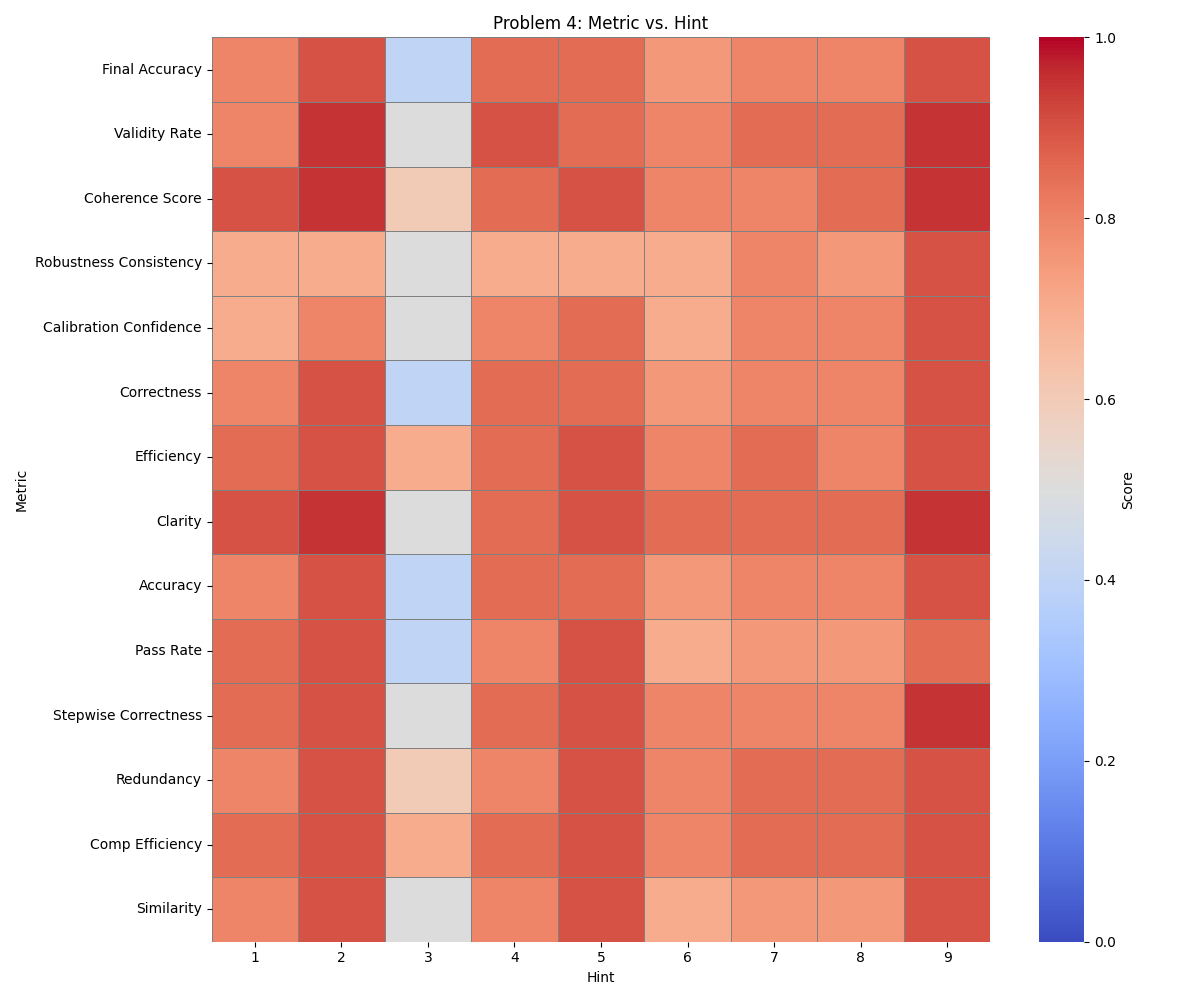 Problem 4: Metric vs. Hint
Final Accuracy
Validity Rate
Coherence Score
Robustness Consistency
Calibration Confidence
Correctness
Efficiency
Clarity
Accuracy
Pass Rate
Stepwise Correctness
Redundancy
Comp Efficiency
Similarity
Metric
1 2 3 4 5 6 7 8 9
Hint
1.0
0.8
0.6
0.4
0.2
0.0
Score